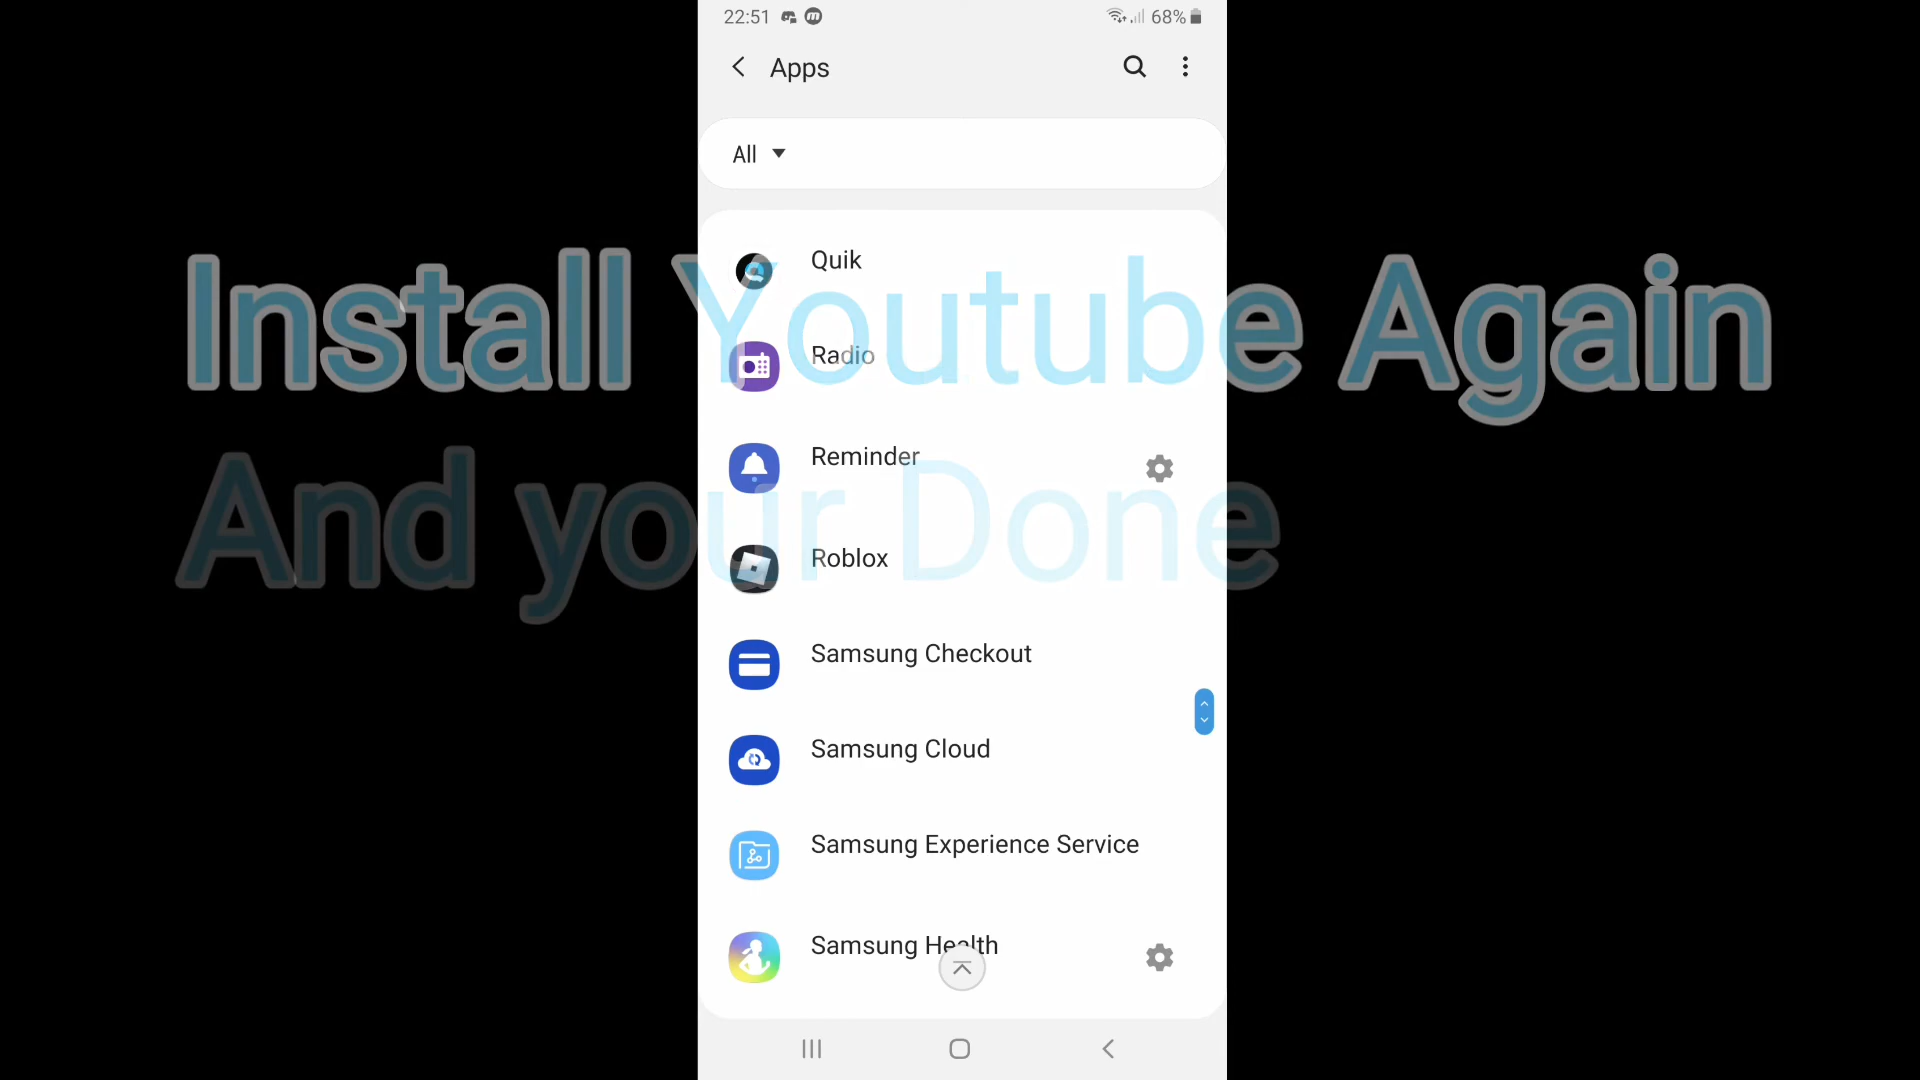 22:51
68%
Apps
All
Quik
Install Youtube Again
Radio
Reminder
And your Done
Roblox
Samsung Checkout
Samsung Cloud
Samsung Experience Service
Samsung Health